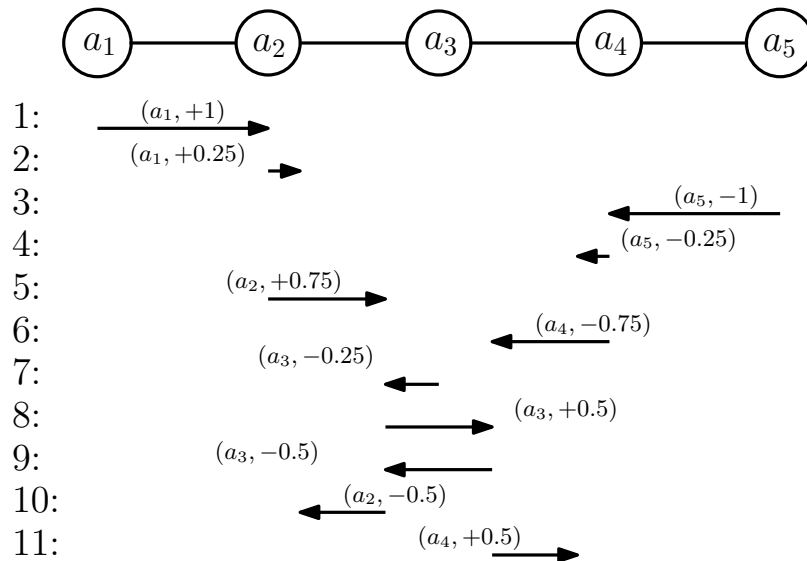 a₁ a₂ a₃ a₄ a₅
1: (a₁, +1)
2: (a₁, +0.25)
3: (a₅, −1)
4: (a₅, −0.25)
5: (a₂, +0.75)
6: (a₄, −0.75)
7: (a₃, −0.25)
8: (a₃, +0.5)
9: (a₃, −0.5)
10: (a₂, −0.5)
11: (a₄, +0.5)